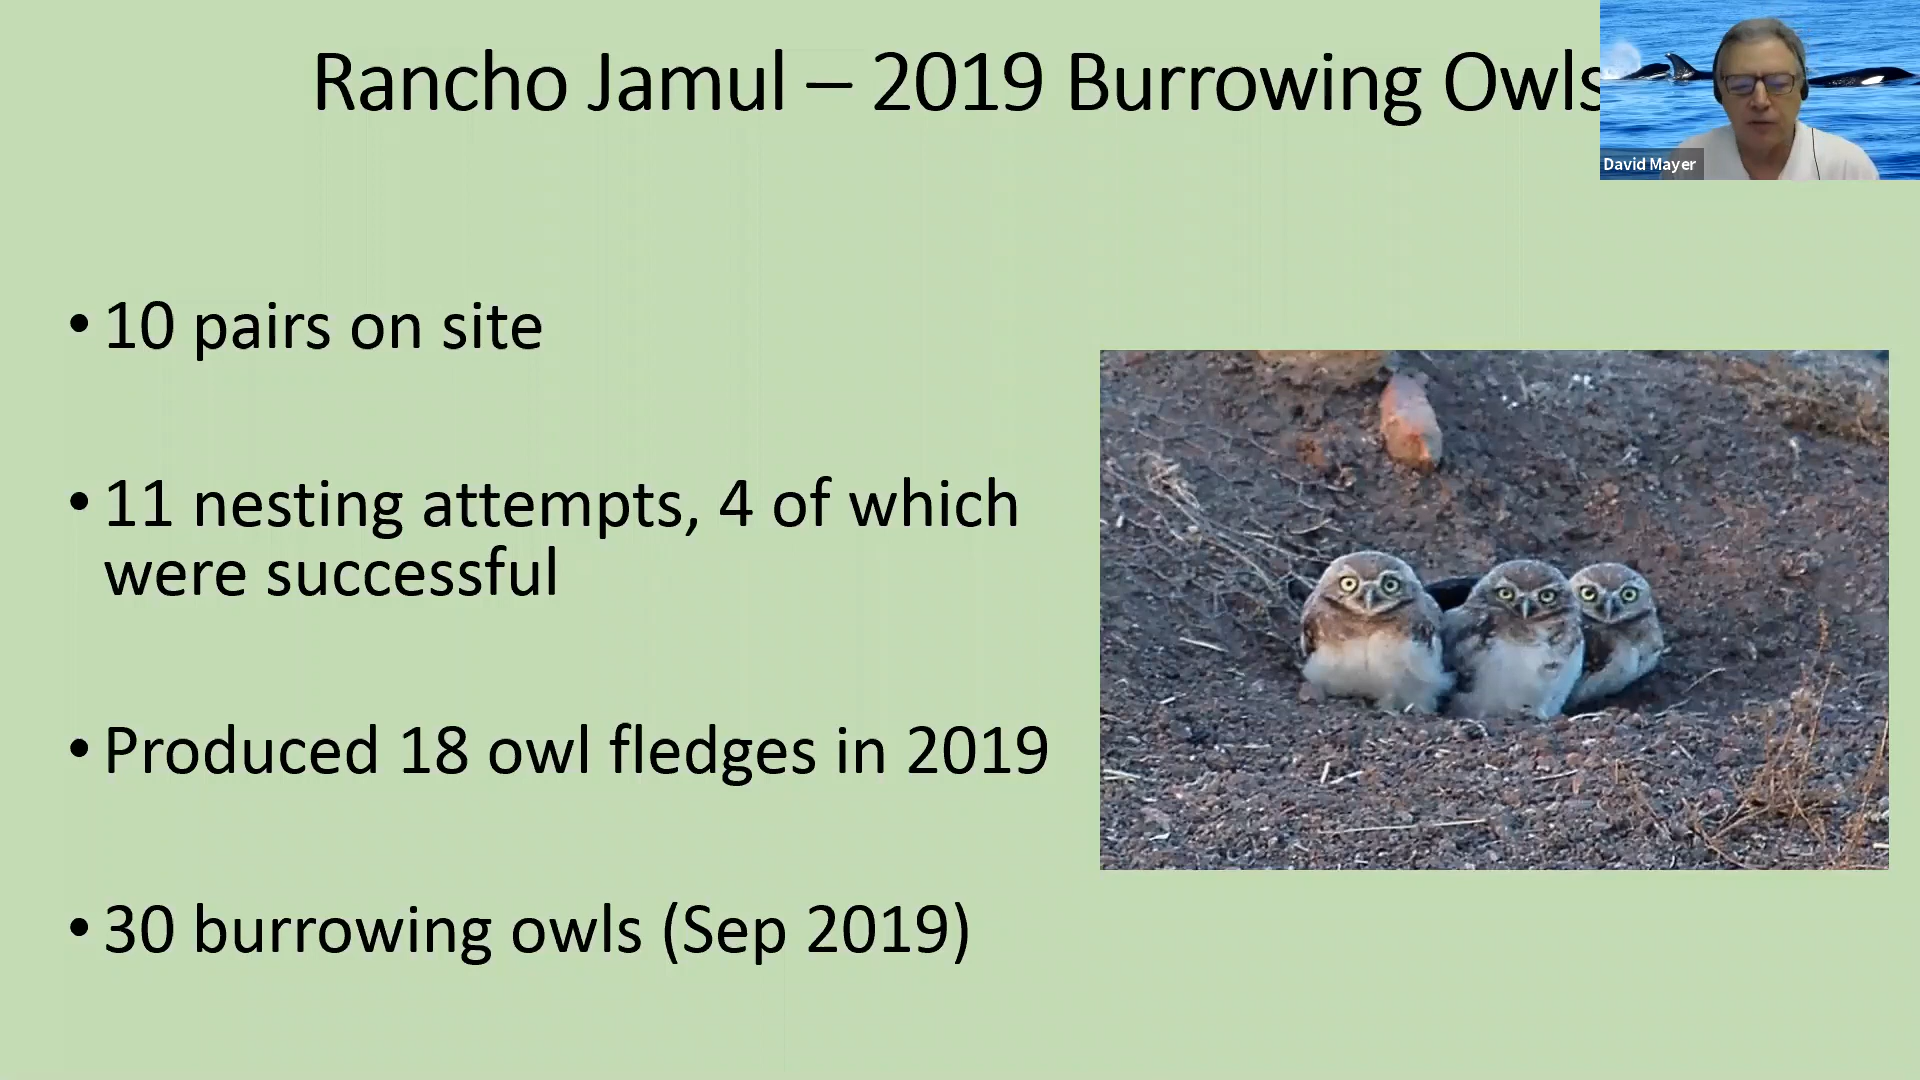 Rancho Jamul – 2019 Burrowing Owls
David Mayer
• 10 pairs on site
• 11 nesting attempts, 4 of which
were successful
• Produced 18 owl fledges in 2019
• 30 burrowing owls (Sep 2019)